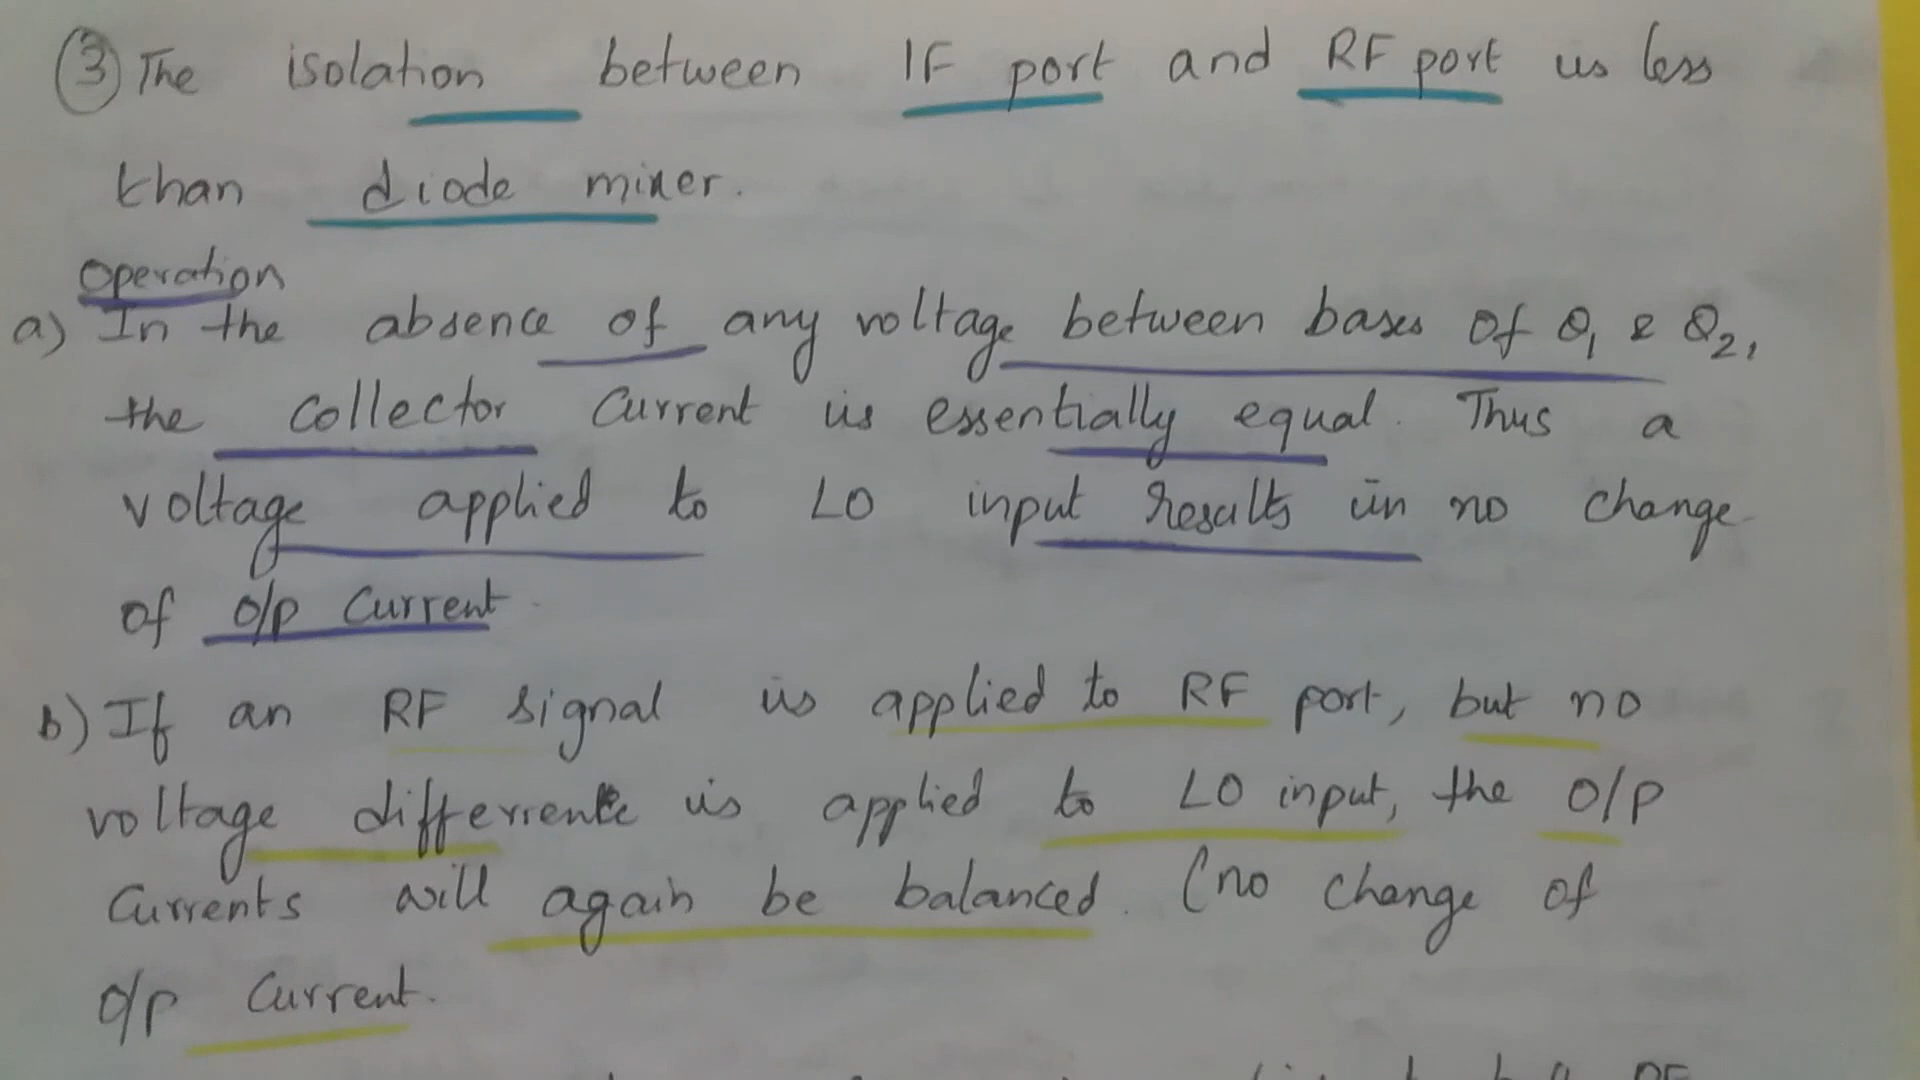 ③ The isolation between IF port and RF port is less
than diode mixer.
Operation
a) In the absence of any voltage between bases of Q1 & Q2,
the collector current is essentially equal. Thus a
voltage applied to LO input results in no change
of o/p current.
b) If an RF signal is applied to RF port, but no
voltage difference is applied to LO input, the o/p
currents will again be balanced. (no change of
o/p current.